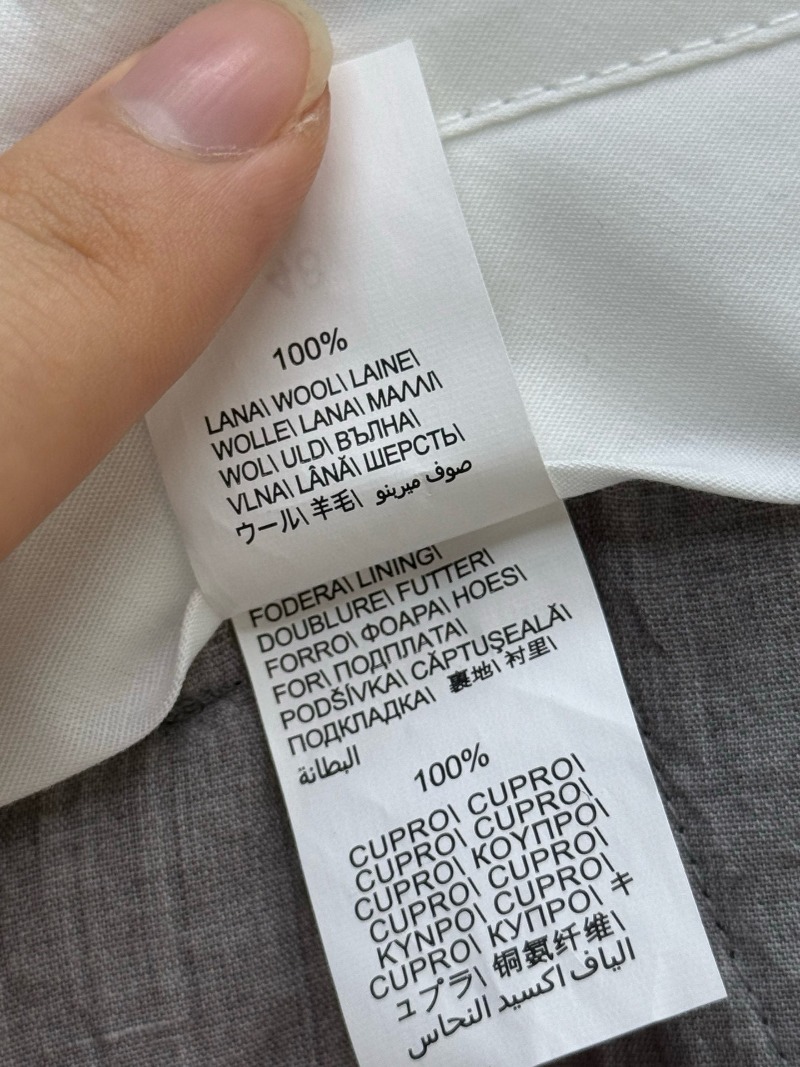 100%
LANA\ WOOL\ LAINE\
WOLLE\ LANA\ ΜΑΛΛΙ\
WOL\ ULD\ ВЪЛНА\
VLNA\ LÂNĂ\ ШЕРСТЬ\
ウール\ 羊毛\ صوف ميرينو
FODERA\ LINING\
DOUBLURE\ FUTTER\
FORRO\ ΦΟΔΡΑ\ HOES\
FOR\ ПОДПЛАТА\
PODŠÍVKA\ CĂPTUŞEALĂ\
ПОДКЛАДКА\ 裏地\ 衬里\
البطانة
100%
CUPRO\ CUPRO\
CUPRO\ CUPRO\
CUPRO\ ΚΟΥΠΡΟ\
CUPRO\ CUPRO\
KYNPO\ CUPRO\
CUPRO\ КУПРО\ キ
ュプラ\ 铜氨纤维\
الياف اكسيد النحاس